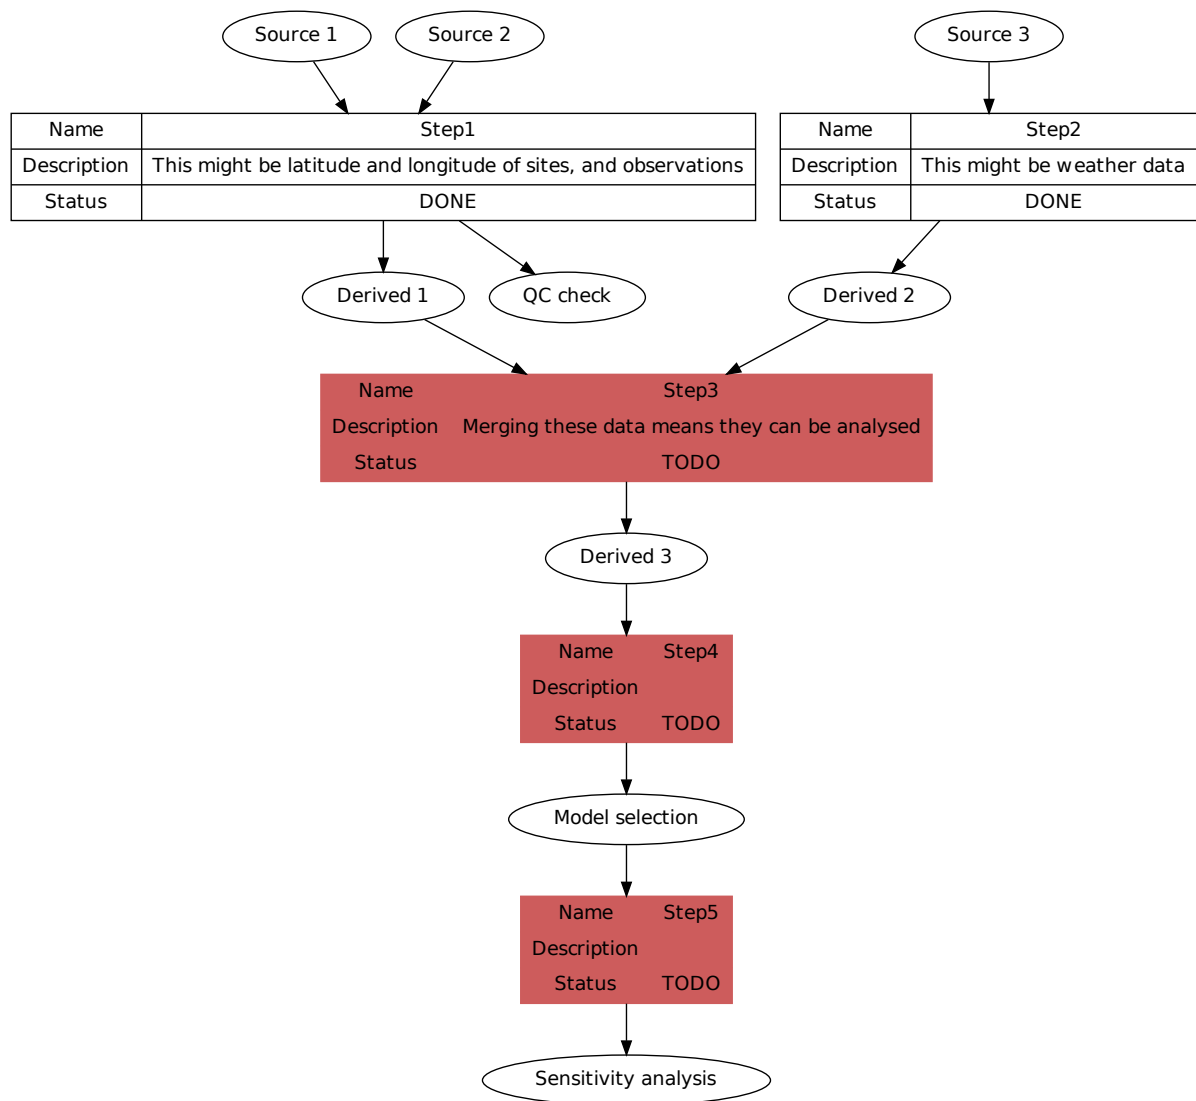 Source 1
Source 2
Source 3
Name Step1
Description This might be latitude and longitude of sites, and observations
Status DONE
Name Step2
Description This might be weather data
Status DONE
Derived 1
QC check
Derived 2
Name Step3
Description Merging these data means they can be analysed
Status TODO
Derived 3
Name Step4
Description
Status TODO
Model selection
Name Step5
Description
Status TODO
Sensitivity analysis